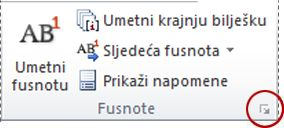 AB¹
Umetni fusnotu
[i] Umetni krajnju bilješku
AB Sljedeća fusnota
Prikaži napomene
Fusnote